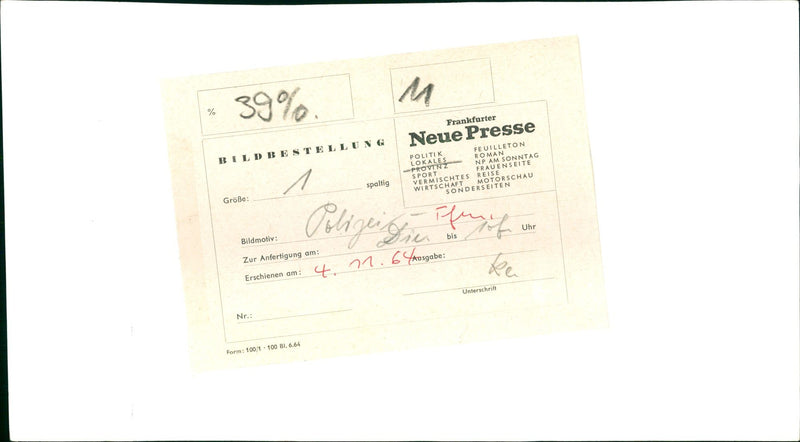 % 39%. 11
Frankfurter
Neue Presse
POLITIK FEUILLETON
LOKALES ROMAN
PROVINZ NP AM SONNTAG
SPORT FRAUENSEITE
VERMISCHTES REISE
WIRTSCHAFT MOTORSCHAU
SONDERSEITEN
BILDBESTELLUNG
Größe: 1 spaltig
Bildmotiv: Polizei
Zur Anfertigung am: bis sof. Uhr
Erschienen am: 4. 11. 64 Ausgabe:
Unterschrift
Nr.:
Form: 100/1 · 100 Bl. 6.64